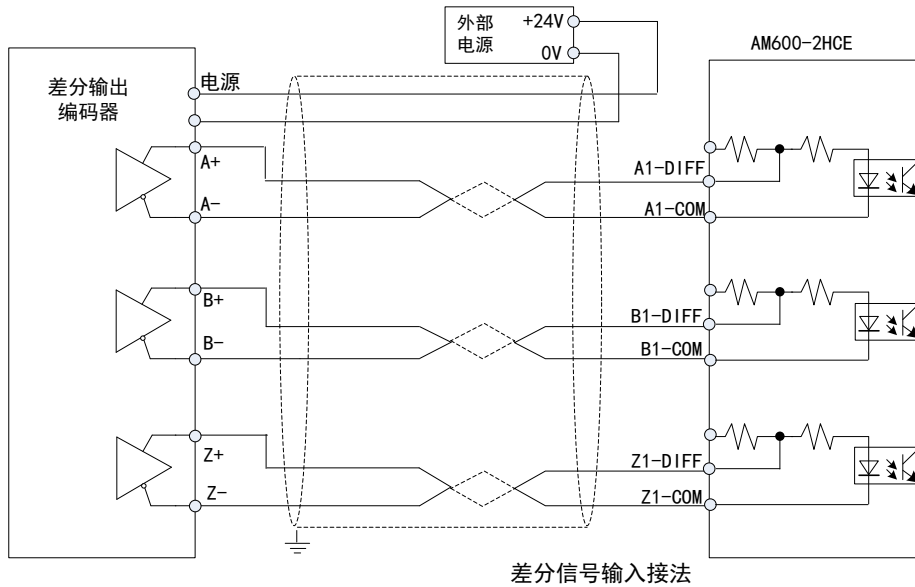 外部
电源
+24V
0V
AM600-2HCE
差分输出
编码器
电源
A+
A-
A1-DIFF
A1-COM
B+
B-
B1-DIFF
B1-COM
Z+
Z-
Z1-DIFF
Z1-COM
差分信号输入接法